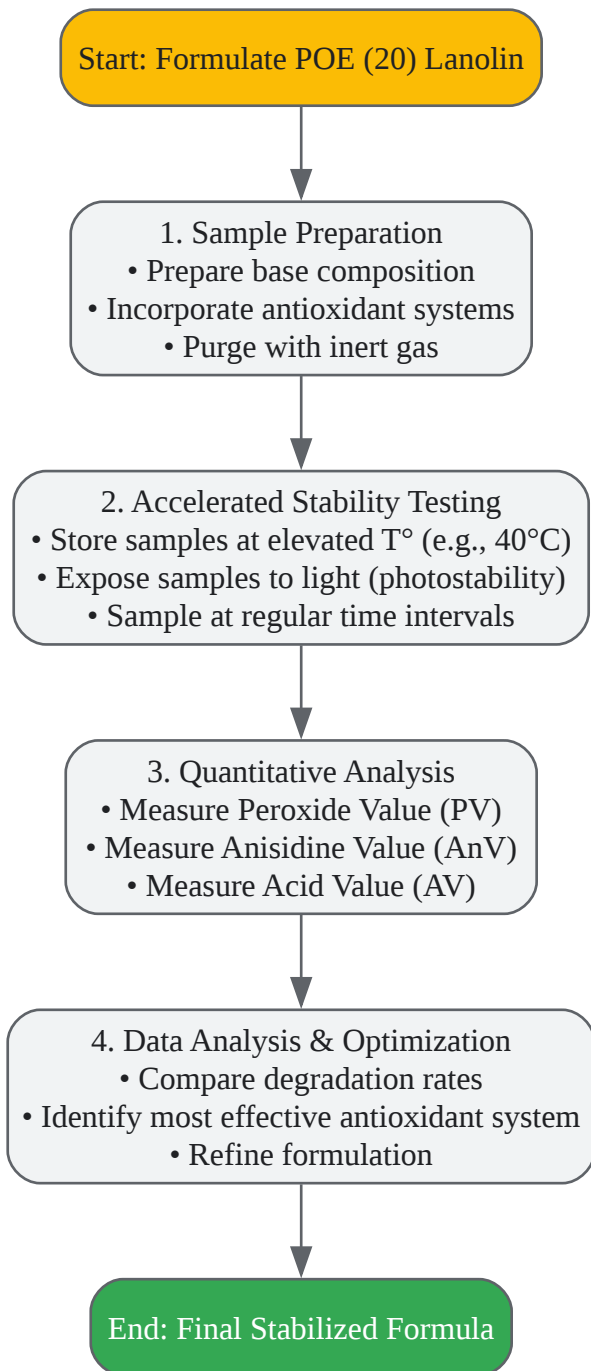 Start: Formulate POE (20) Lanolin
1. Sample Preparation
• Prepare base composition
• Incorporate antioxidant systems
• Purge with inert gas
2. Accelerated Stability Testing
• Store samples at elevated T° (e.g., 40°C)
• Expose samples to light (photostability)
• Sample at regular time intervals
3. Quantitative Analysis
• Measure Peroxide Value (PV)
• Measure Anisidine Value (AnV)
• Measure Acid Value (AV)
4. Data Analysis & Optimization
• Compare degradation rates
• Identify most effective antioxidant system
• Refine formulation
End: Final Stabilized Formula